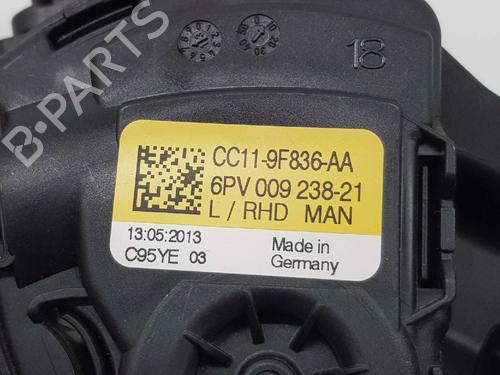 18
CC11-9F836-AA
6PV 009 238-21
L / RHD MAN
13:05:2013
C95YE 03
Made in
Germany
B-PARTS